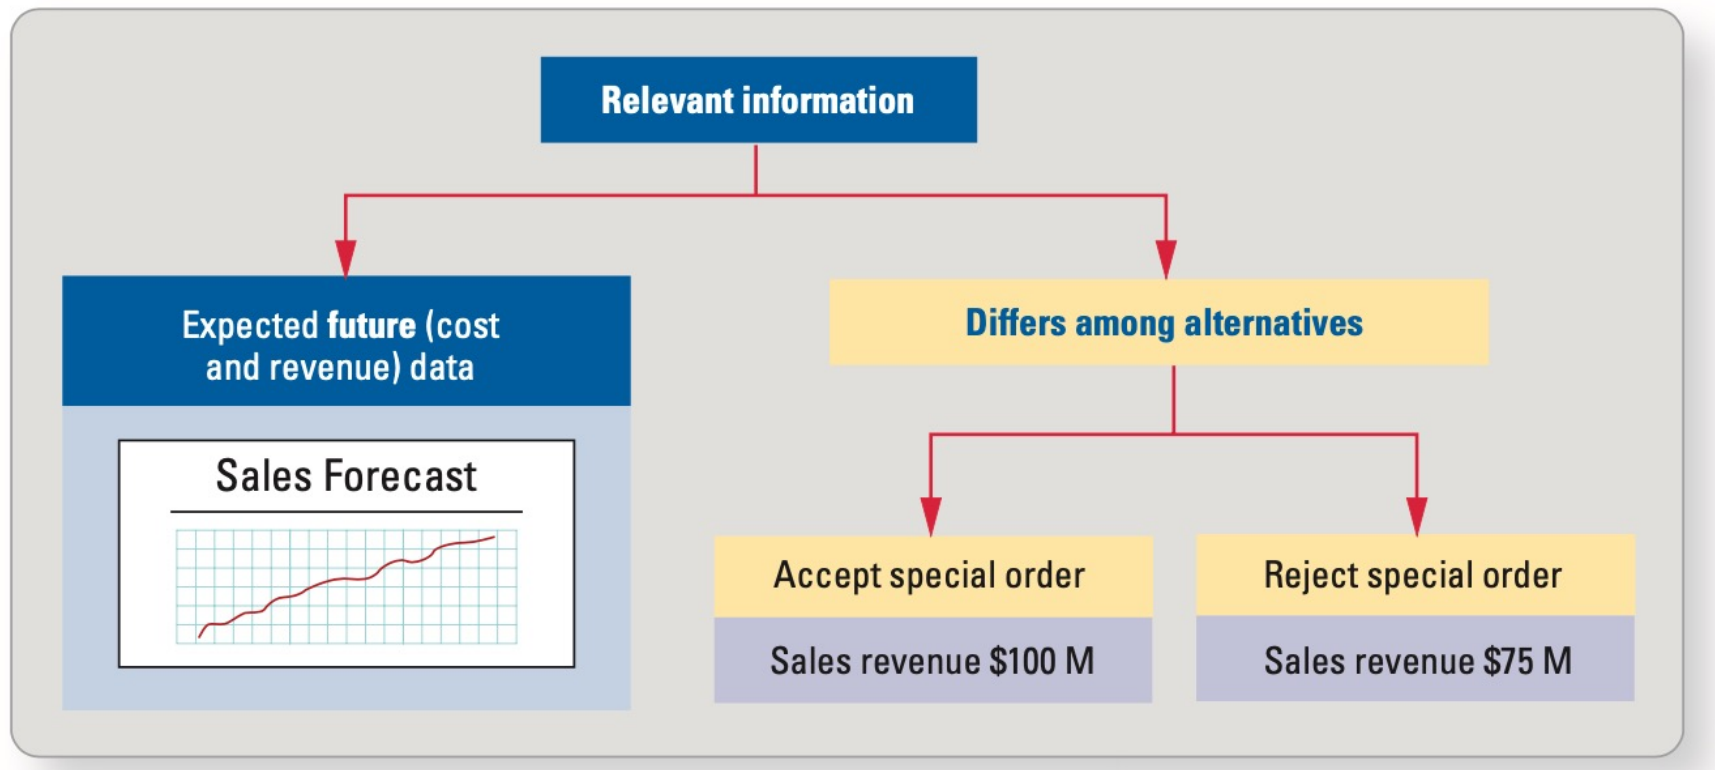 Relevant information
Expected future (cost
and revenue) data
Differs among alternatives
Sales Forecast
Accept special order
Reject special order
Sales revenue $100 M
Sales revenue $75 M